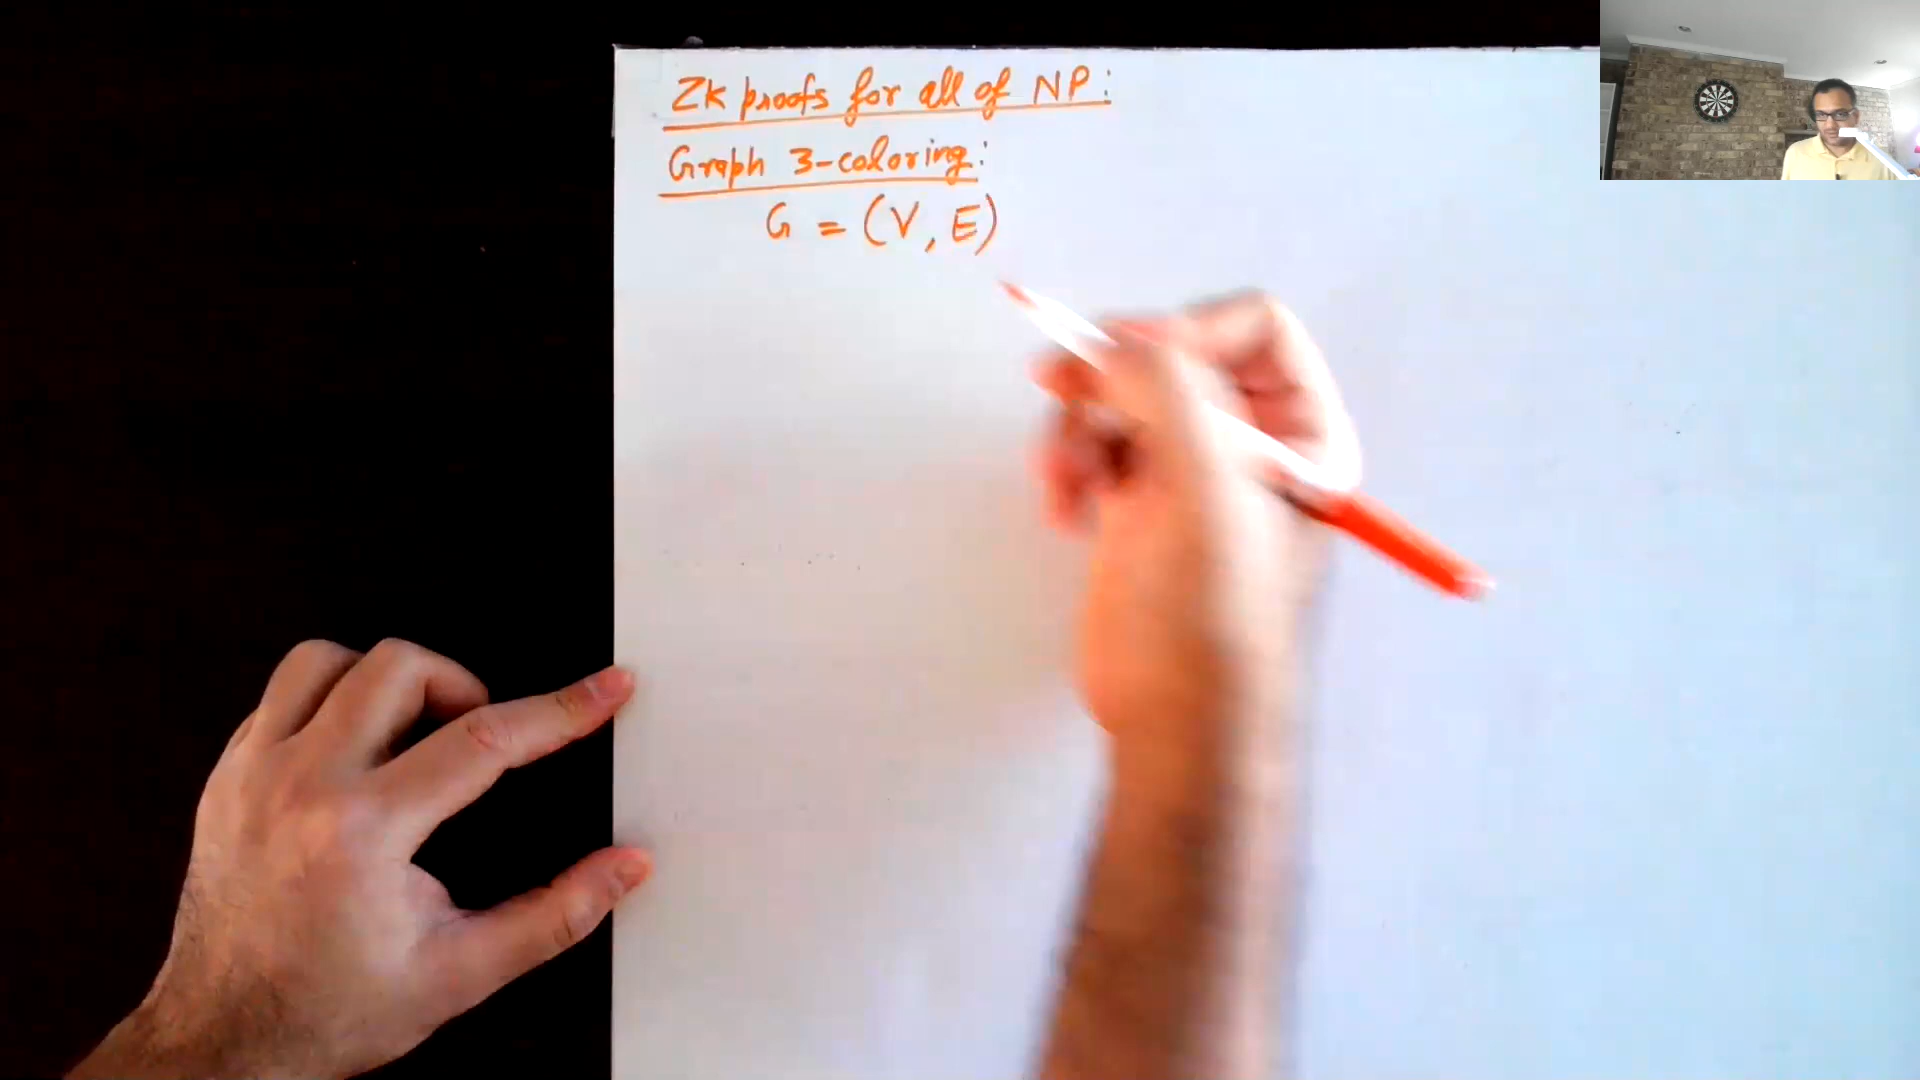 Zk proofs for all of NP:
Graph 3-coloring:
G = (V, E)